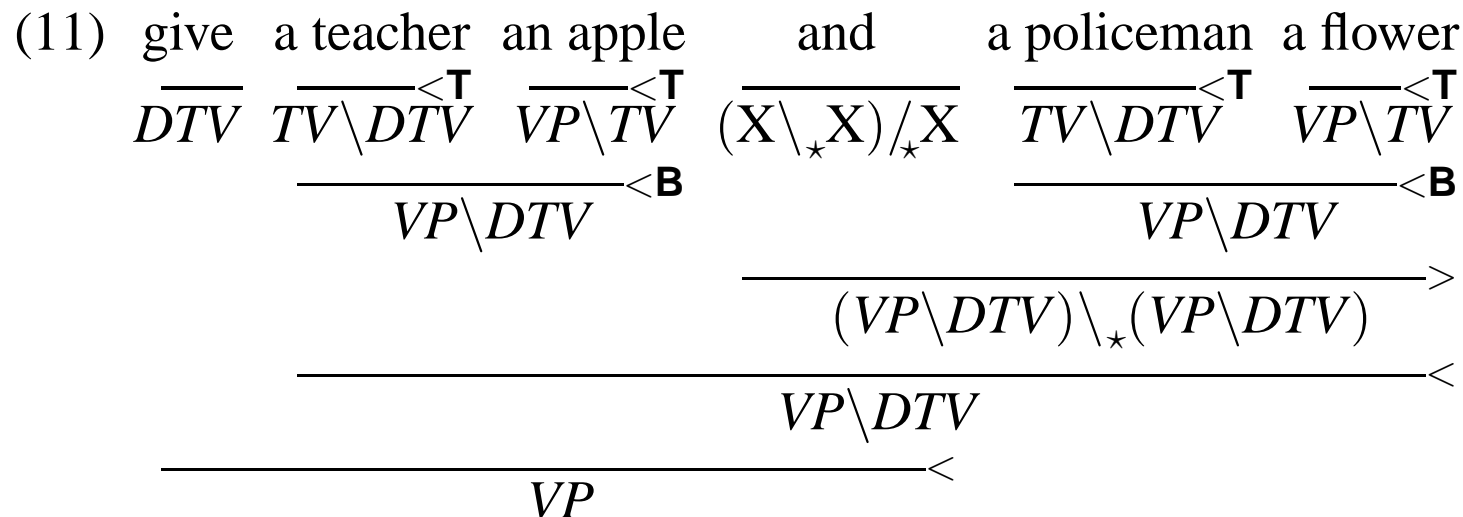 (11) give a teacher an apple and a policeman a flower
<T <T <T <T
DTV TV\DTV VP\TV (X\⋆X)/⋆X TV\DTV VP\TV
<B <B
VP\DTV VP\DTV
>
(VP\DTV)\⋆(VP\DTV)
<
VP\DTV
<
VP